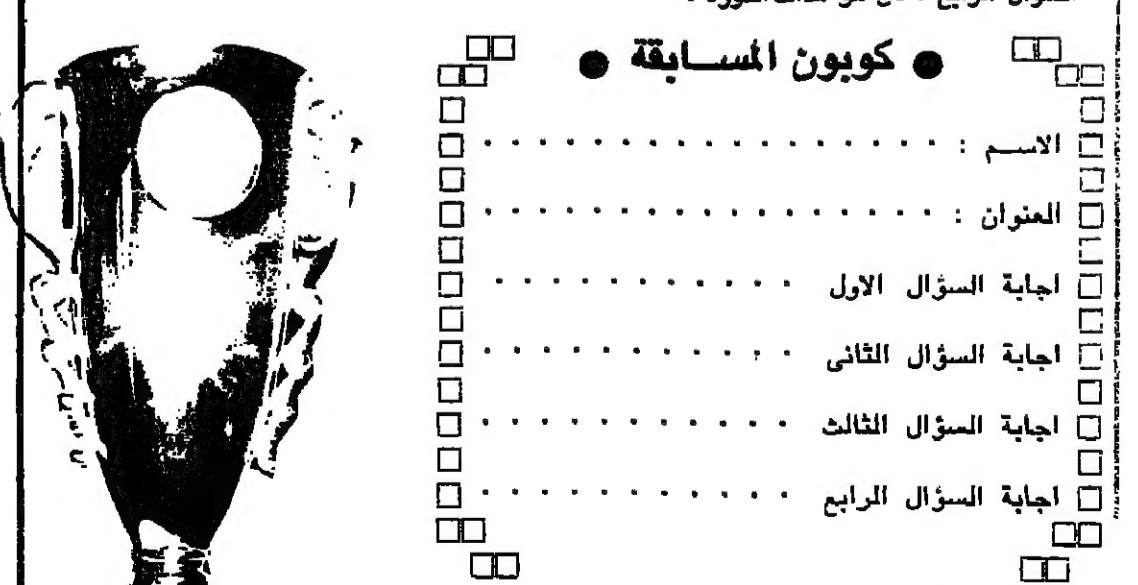 ● كوبون المسابقة ●
الاسم : . . . . . . . . . . . . . . . . .
العنوان : . . . . . . . . . . . . . . . . .
اجابة السؤال الاول . . . . . . . . . . .
اجابة السؤال الثانى . . . . . . . . . . .
اجابة السؤال الثالث . . . . . . . . . . .
اجابة السؤال الرابع . . . . . . . . . . .